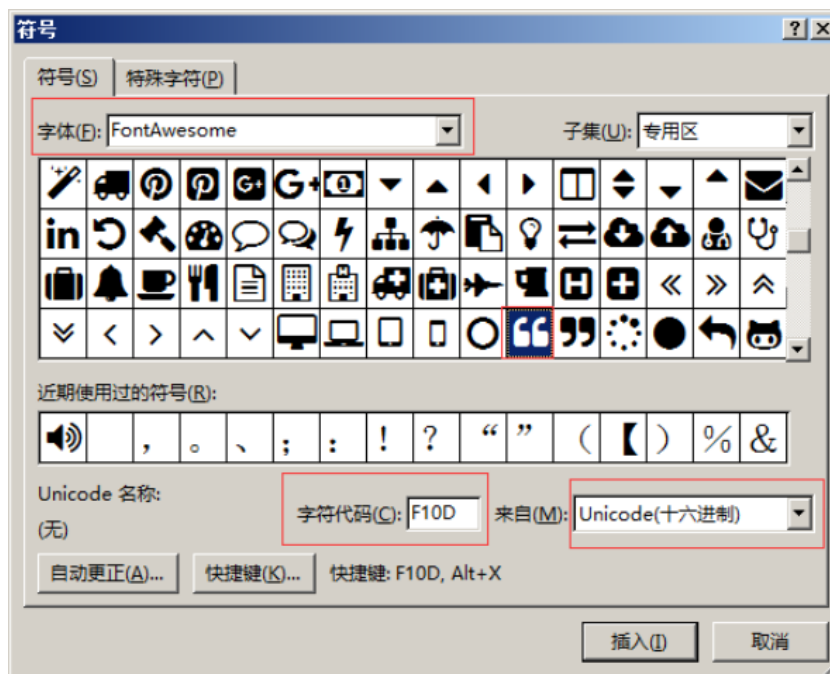 符号
符号(S) 特殊字符(P)
字体(F): FontAwesome 子集(U): 专用区
近期使用过的符号(R):
， 。 、 ； ： ！ ？ “ ” （ 【 ） % &
Unicode 名称:
(无)
字符代码(C): F10D 来自(M): Unicode(十六进制)
自动更正(A)... 快捷键(K)... 快捷键: F10D, Alt+X
插入(I) 取消